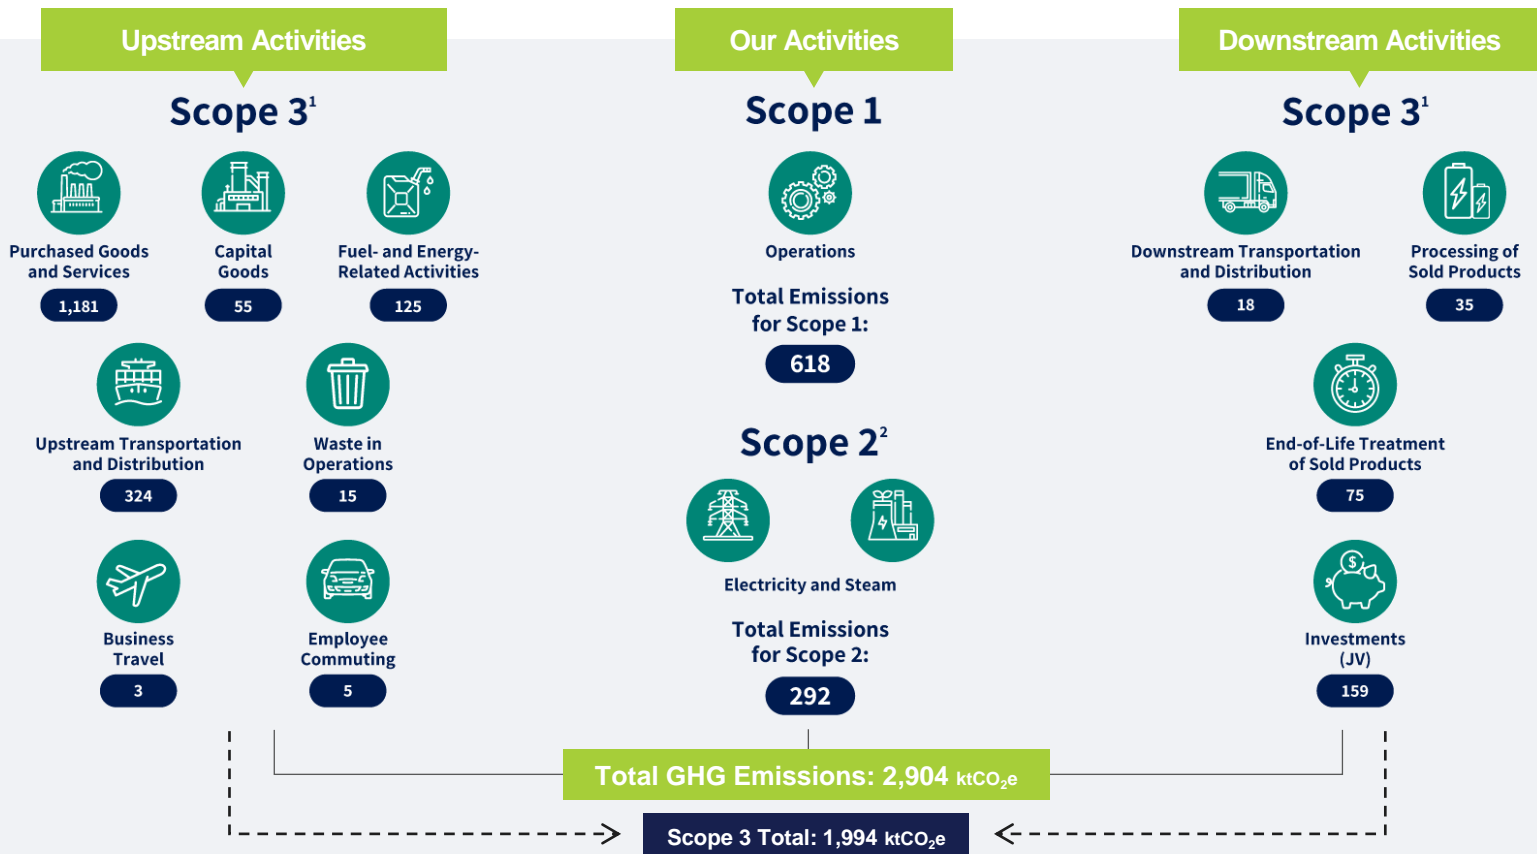 Upstream Activities
Our Activities
Downstream Activities
Scope 3¹
Purchased Goods
and Services
1,181
Capital
Goods
55
Fuel- and Energy-
Related Activities
125
Upstream Transportation
and Distribution
324
Waste in
Operations
15
Business
Travel
3
Employee
Commuting
5
Scope 1
Operations
Total Emissions
for Scope 1:
618
Scope 2²
Electricity and Steam
Total Emissions
for Scope 2:
292
Scope 3¹
Downstream Transportation
and Distribution
18
Processing of
Sold Products
35
End-of-Life Treatment
of Sold Products
75
$
Investments
(JV)
159
Total GHG Emissions: 2,904 ktCO₂e
Scope 3 Total: 1,994 ktCO₂e